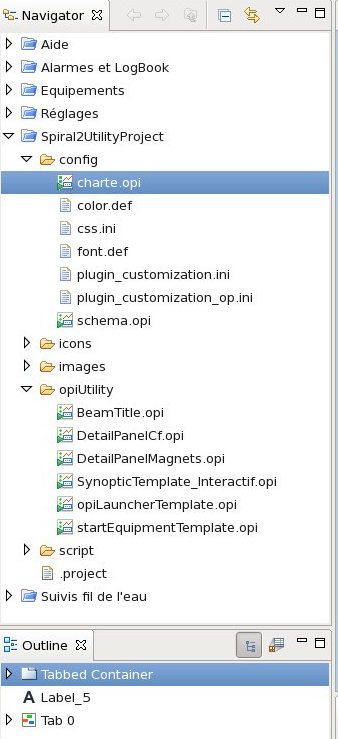 Navigator
Aide
Alarmes et LogBook
Equipements
Réglages
Spiral2UtilityProject
config
charte.opi
color.def
css.ini
font.def
plugin_customization.ini
plugin_customization_op.ini
schema.opi
icons
images
opiUtility
BeamTitle.opi
DetailPanelCf.opi
DetailPanelMagnets.opi
SynopticTemplate_Interactif.opi
opiLauncherTemplate.opi
startEquipmentTemplate.opi
script
.project
Suivis fil de l'eau
Outline
Tabbed Container
A Label_5
Tab 0